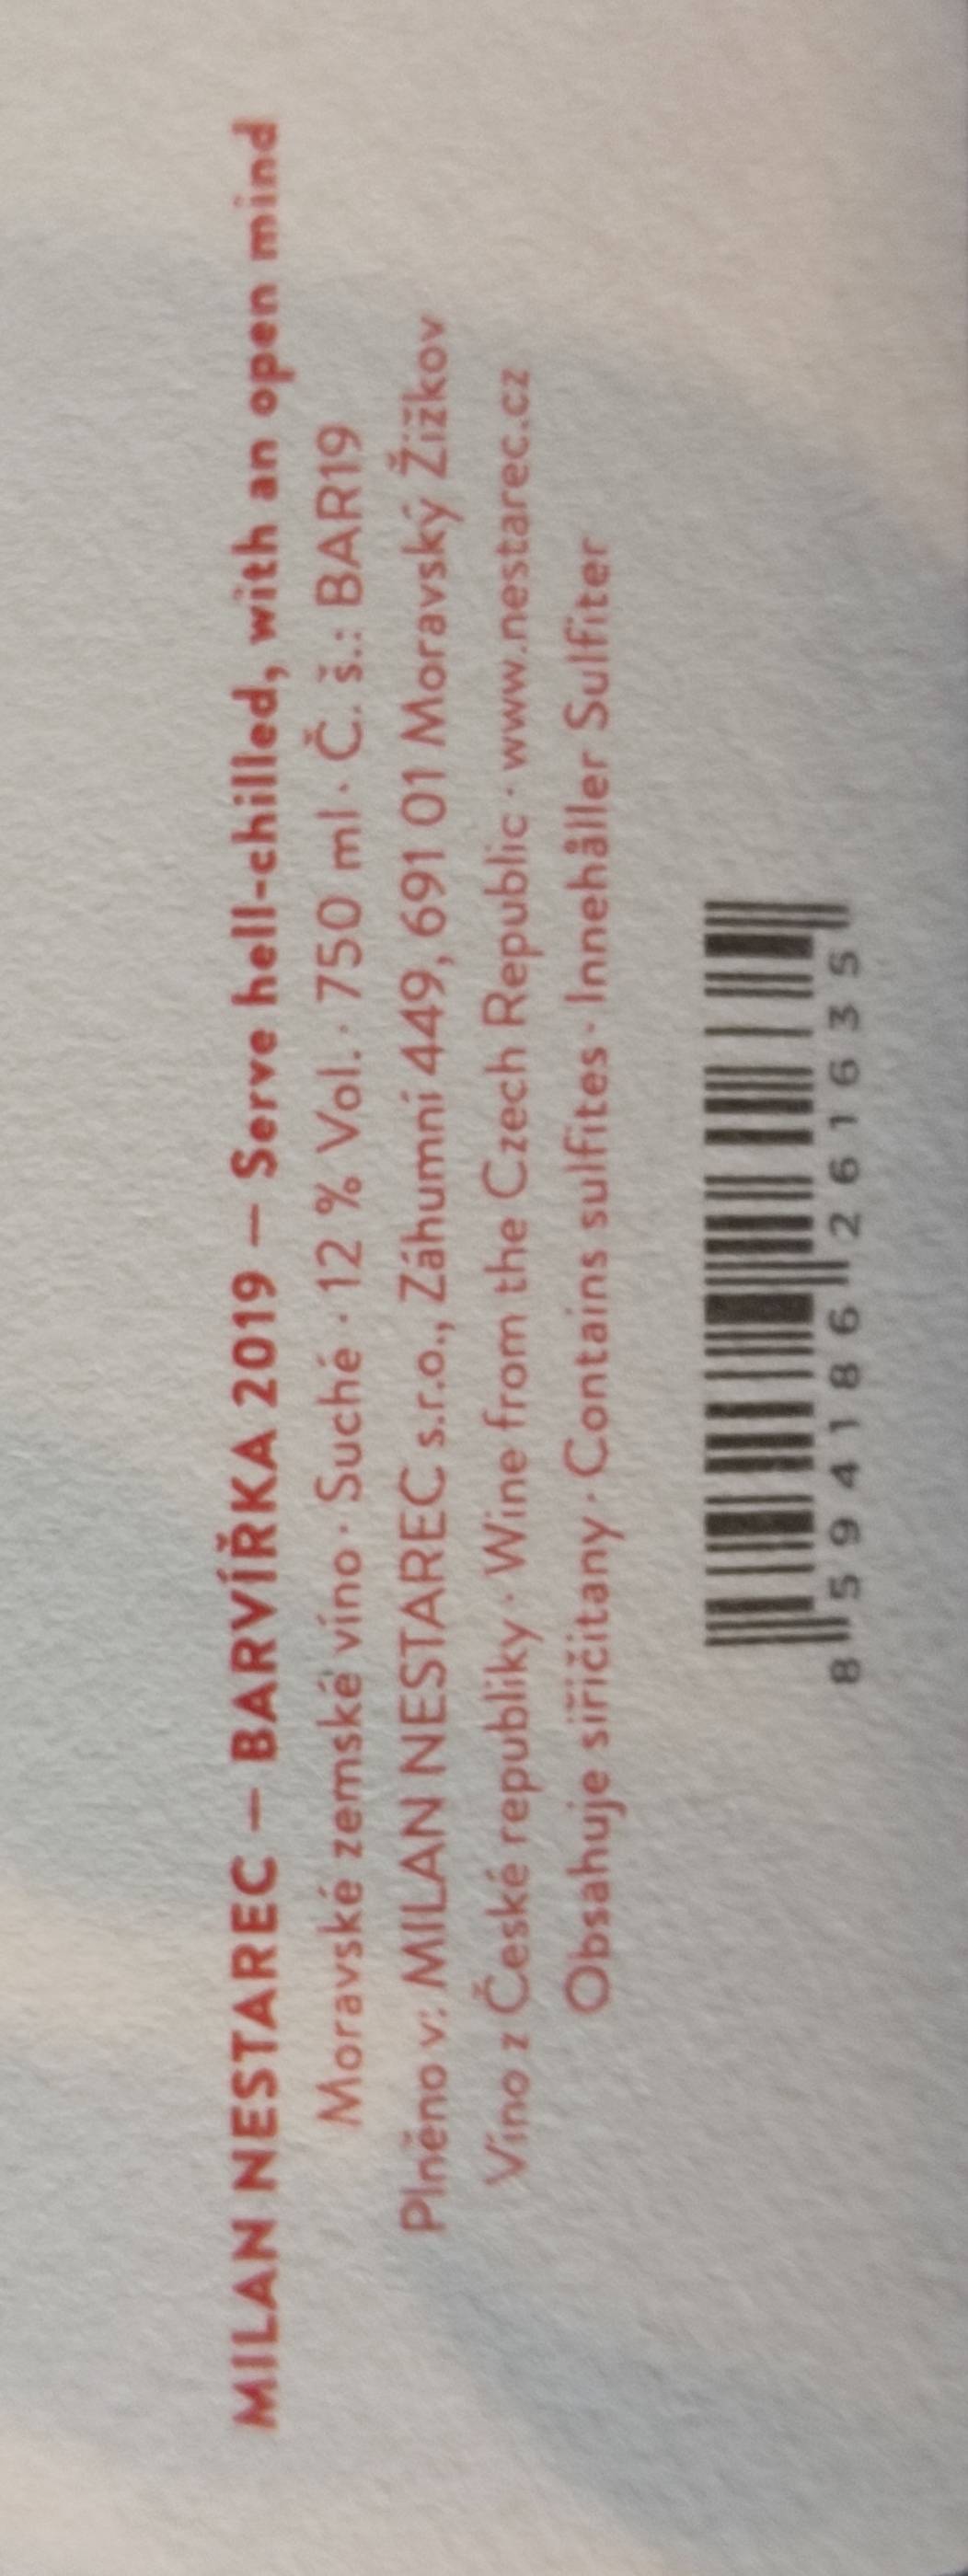 MILAN NESTAREC – BARVÍŘKA 2019 – Serve hell-chilled, with an open mind
Moravské zemské víno · Suché · 12 % Vol. · 750 ml · Č. š.: BAR19
Plněno v: MILAN NESTAREC s.r.o., Záhumní 449, 691 01 Moravský Žižkov
Víno z České republiky · Wine from the Czech Republic · www.nestarec.cz
Obsahuje siřičitany · Contains sulfites · Innehåller Sulfiter
8 594186 261635